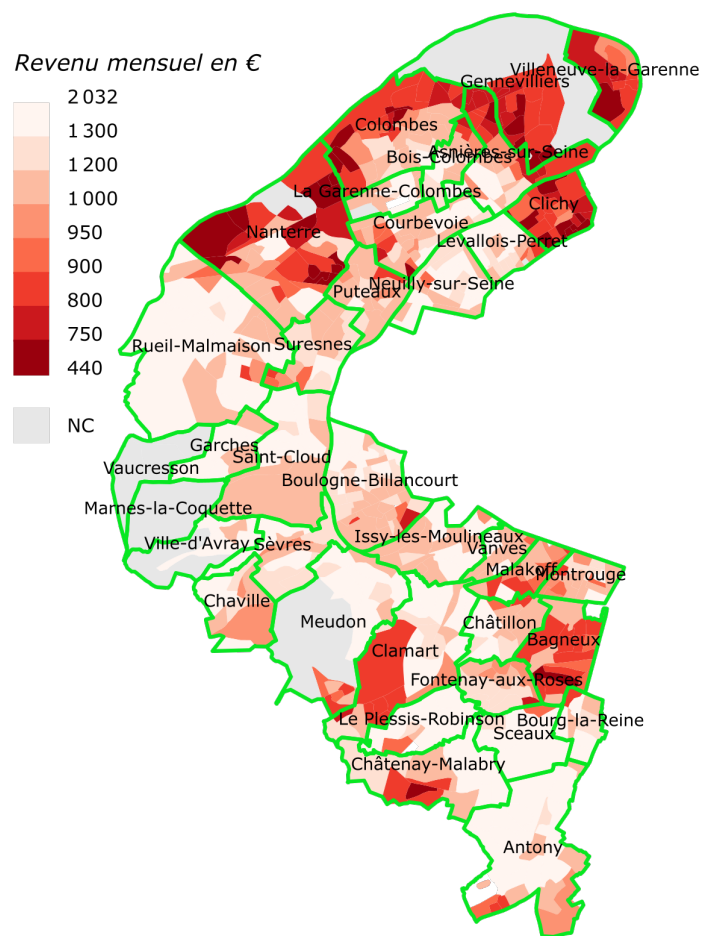 Revenu mensuel en €
2 032
1 300
1 200
1 000
950
900
800
750
440
NC
Villeneuve-la-Garenne
Gennevilliers
Colombes
Asnières-sur-Seine
Bois-Colombes
La Garenne-Colombes
Clichy
Courbevoie
Nanterre
Levallois-Perret
Neuilly-sur-Seine
Puteaux
Rueil-Malmaison
Suresnes
Garches
Saint-Cloud
Vaucresson
Boulogne-Billancourt
Marnes-la-Coquette
Issy-les-Moulineaux
Ville-d'Avray
Sèvres
Vanves
Malakoff
Montrouge
Chaville
Meudon
Châtillon
Bagneux
Clamart
Fontenay-aux-Roses
Le Plessis-Robinson
Bourg-la-Reine
Sceaux
Châtenay-Malabry
Antony